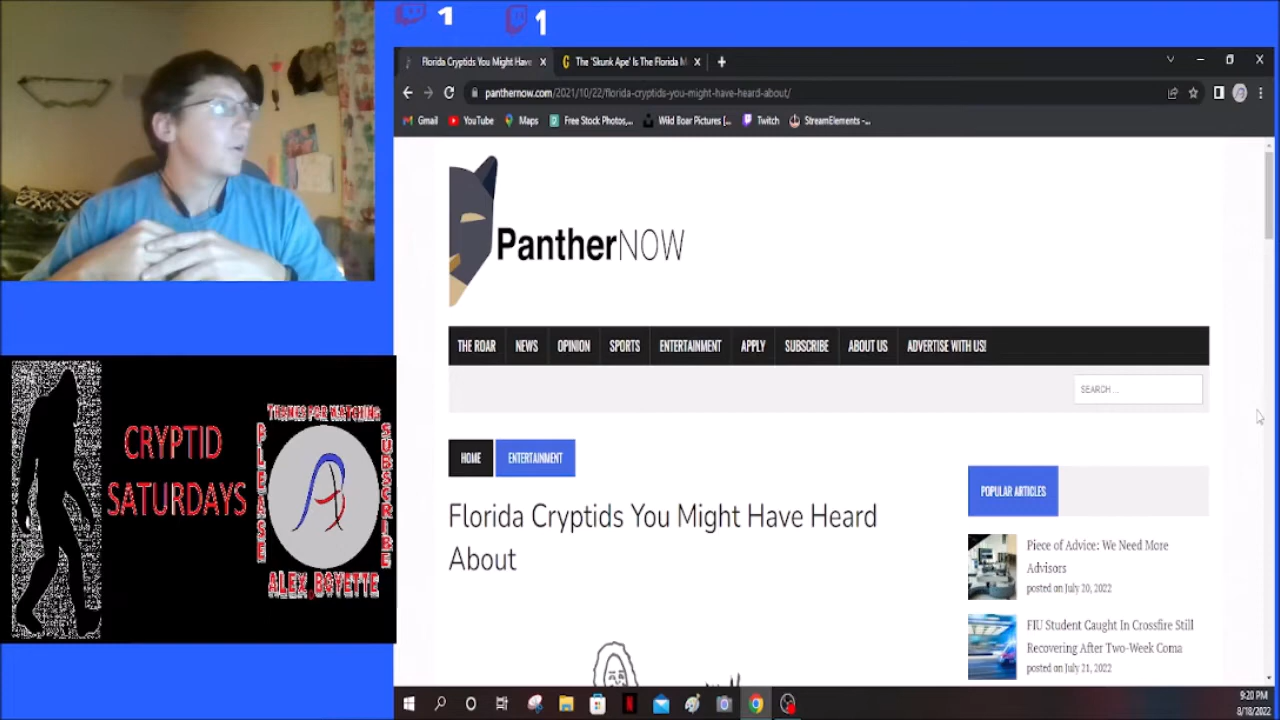 1
1
Florida Cryptids You Might Have
The 'Skunk Ape' Is The Florida M
panthernow.com/2021/10/22/florida-cryptids-you-might-have-heard-about/
Gmail
YouTube
Maps
Free Stock Photos,...
Wild Boar Pictures [...
Twitch
StreamElements -...
PantherNOW
THE ROAR
NEWS
OPINION
SPORTS
ENTERTAINMENT
APPLY
SUBSCRIBE
ABOUT US
ADVERTISE WITH US!
SEARCH ...
HOME
ENTERTAINMENT
Florida Cryptids You Might Have Heard
About
POPULAR ARTICLES
Piece of Advice: We Need More
Advisors
posted on July 20, 2022
FIU Student Caught In Crossfire Still
Recovering After Two-Week Coma
posted on July 21, 2022
CRYPTID
SATURDAYS
THANKS FOR WATCHING
PLEASE
SUBSCRIBE
ALEX.BOYETTE
9:20 PM
8/18/2022